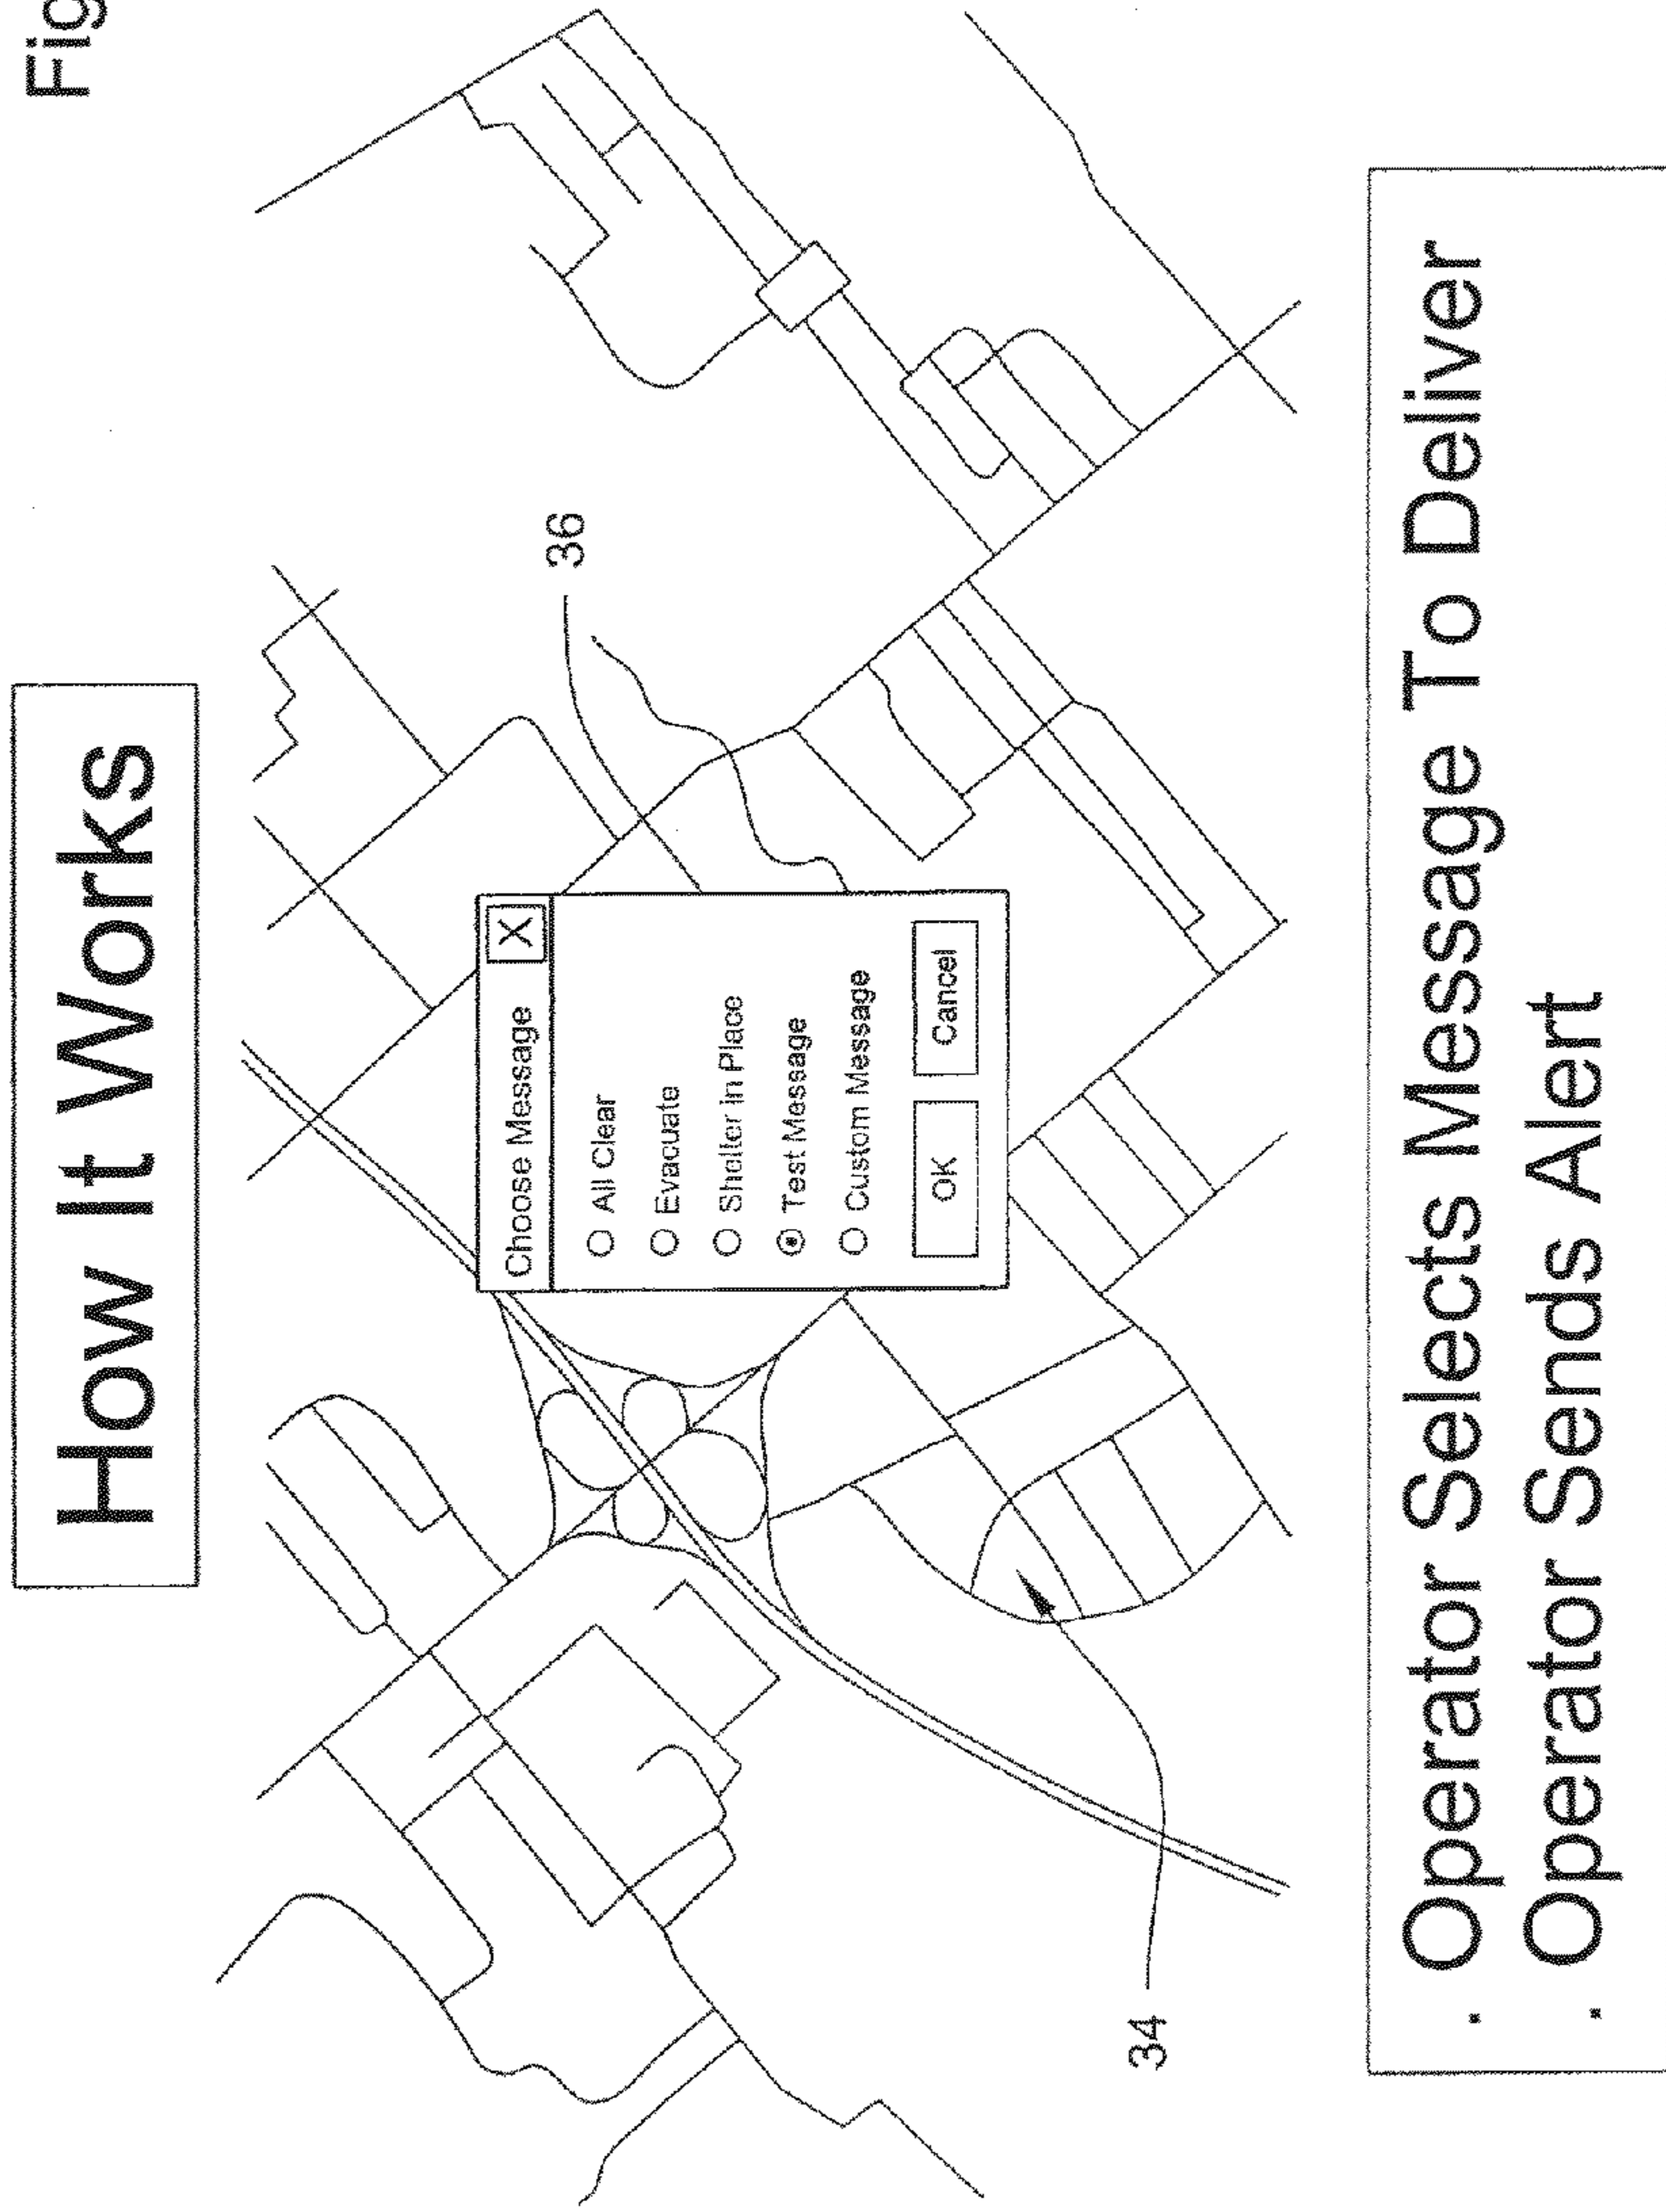 Fig
How It Works
36
Choose Message X
All Clear
Evacuate
Shelter In Place
Test Message
Custom Message
OK Cancel
34
. Operator Selects Message To Deliver
. Operator Sends Alert